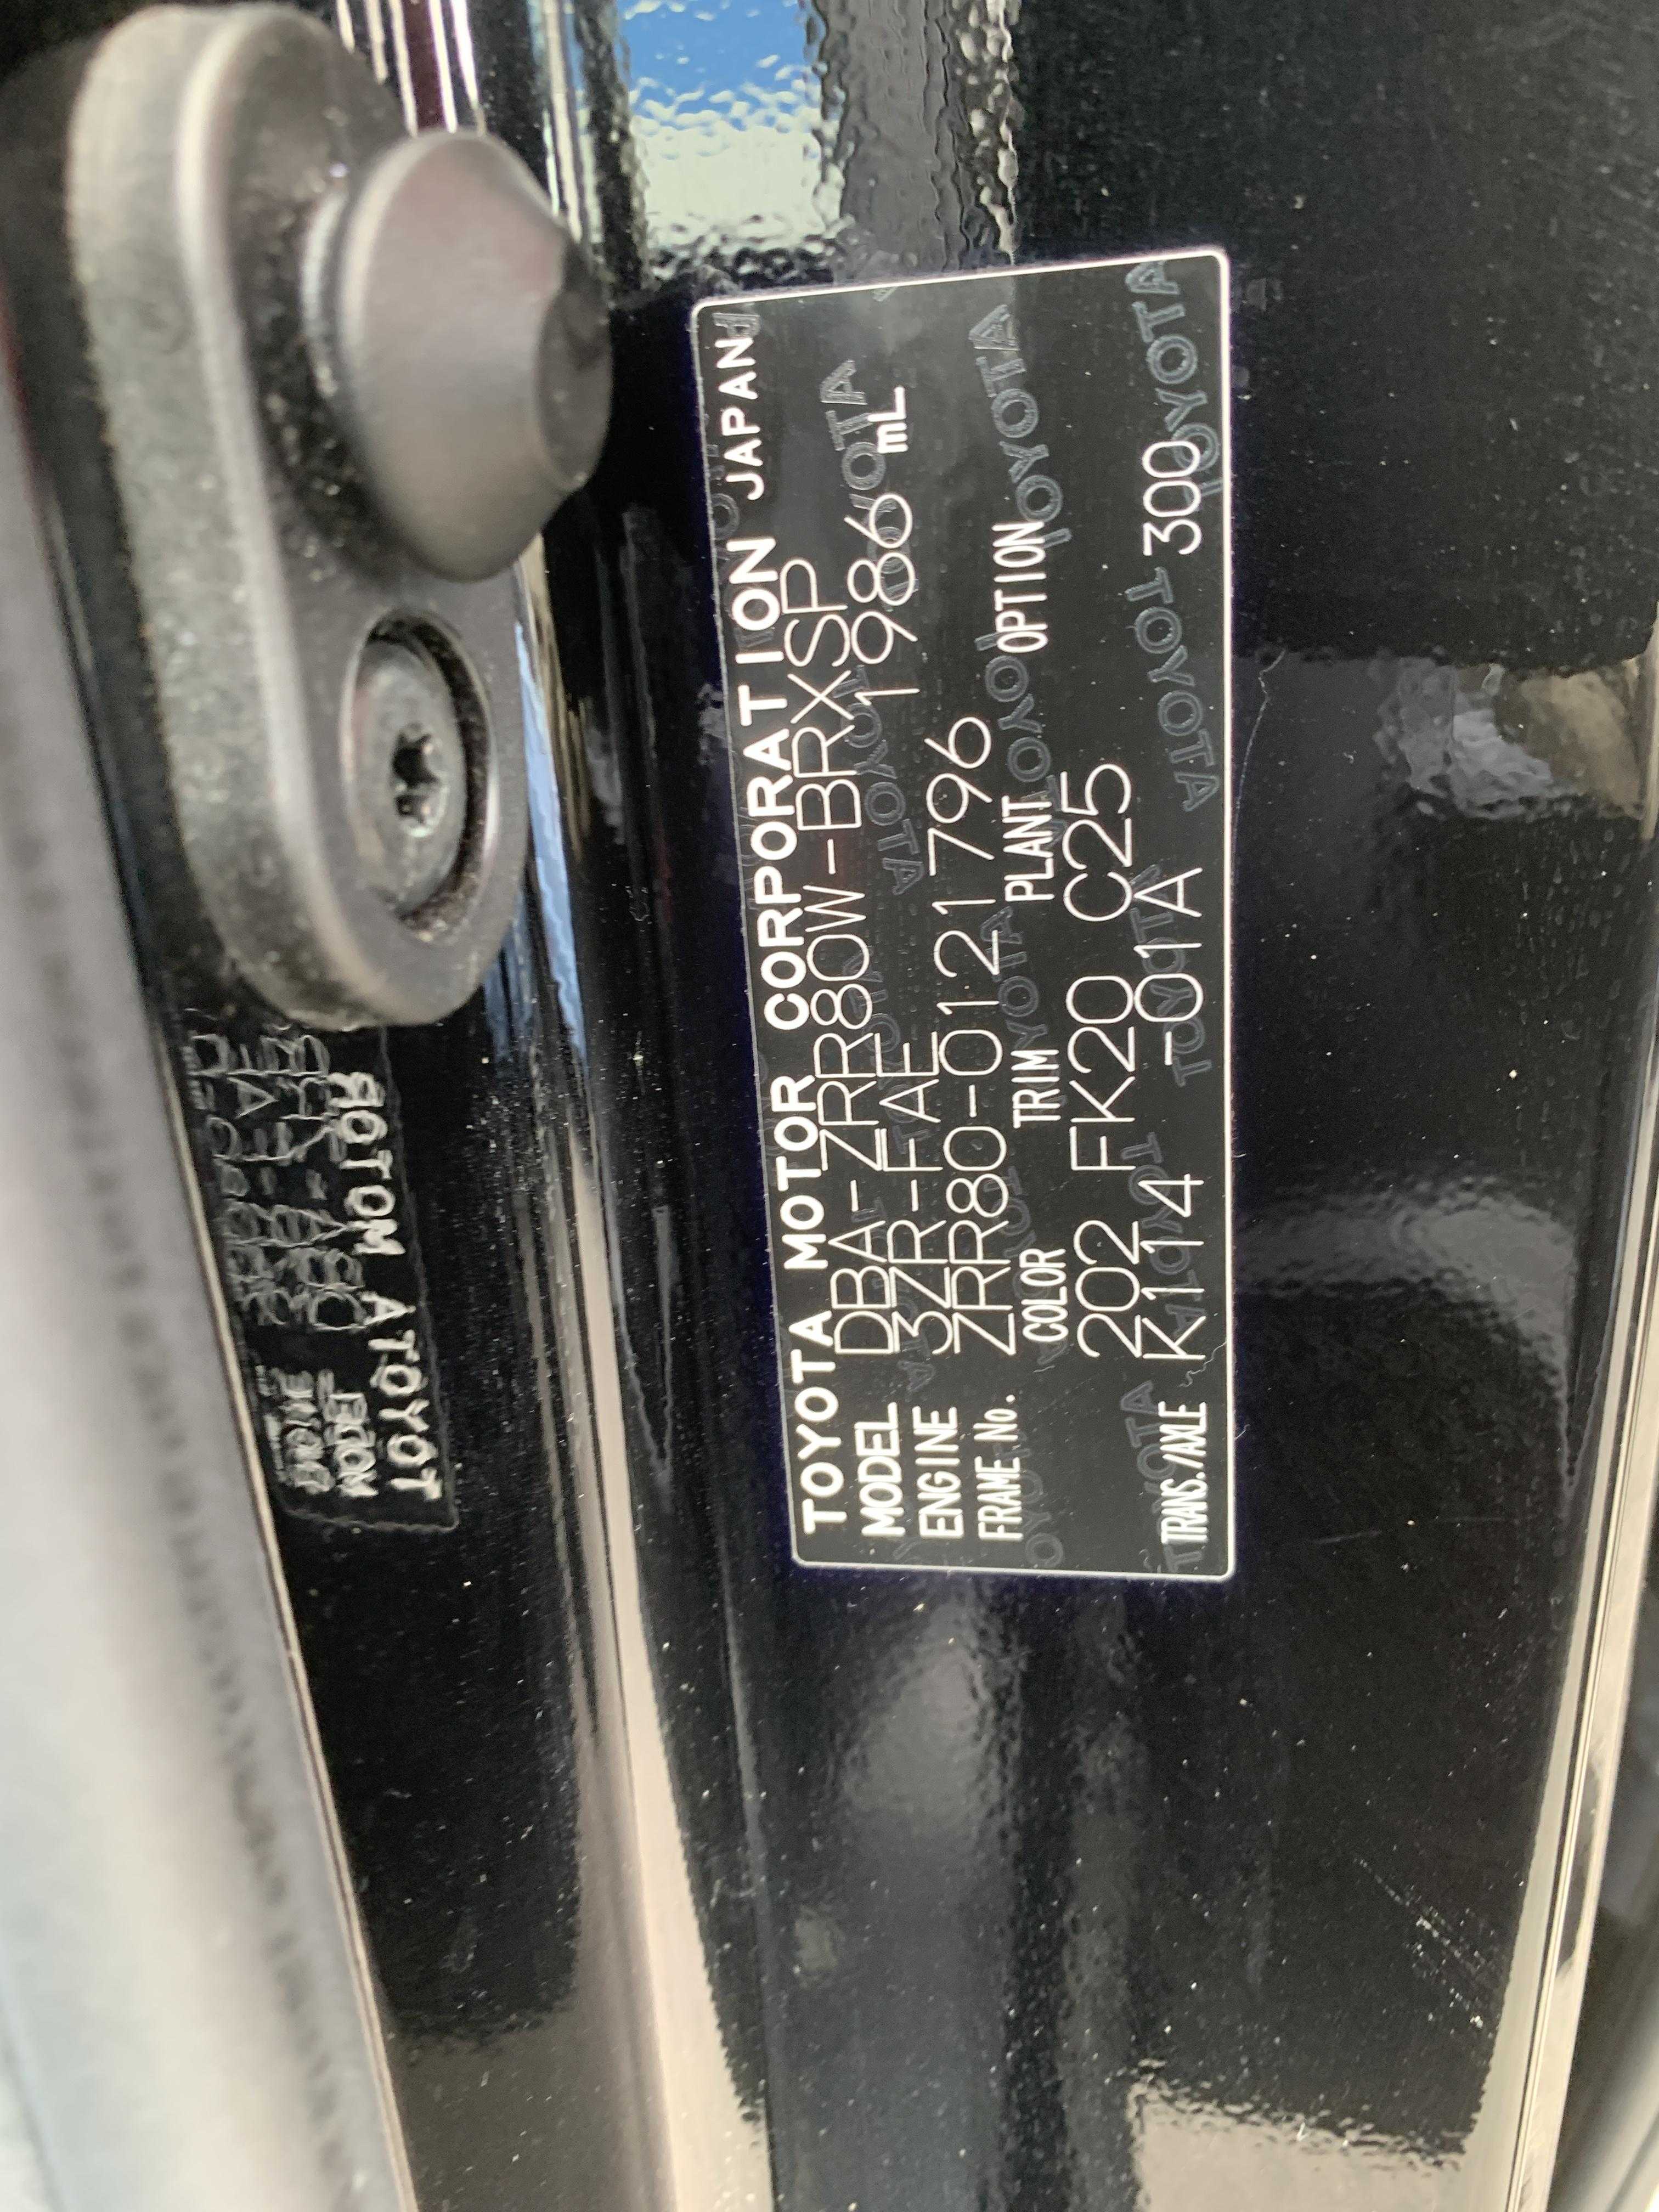 TOYOTA MOTOR CORPORATION JAPAN
MODEL DBA-ZRR80W-BRXSP
ENGINE 3ZR-FAE 1986 mL
FRAME No. ZRR80-0121796
COLOR TRIM PLANT OPTION
202 FK20 C25
TRANS./AXLE K114 -01A 300